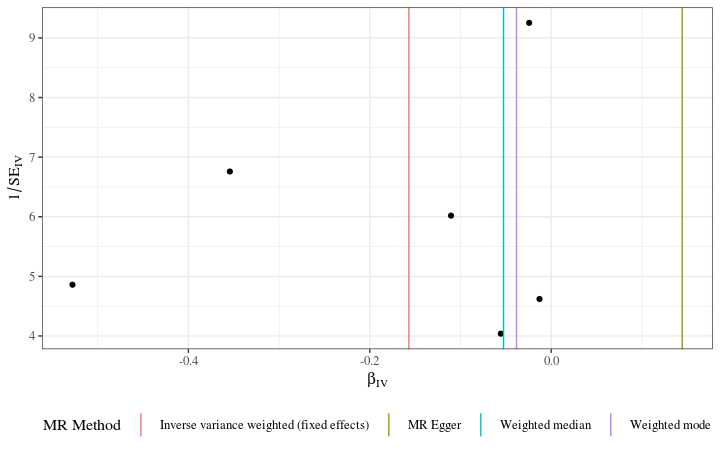 9
8
7
6
5
4
1/SE_IV
-0.4 -0.2 0.0
β_IV
MR Method Inverse variance weighted (fixed effects) MR Egger Weighted median Weighted mode